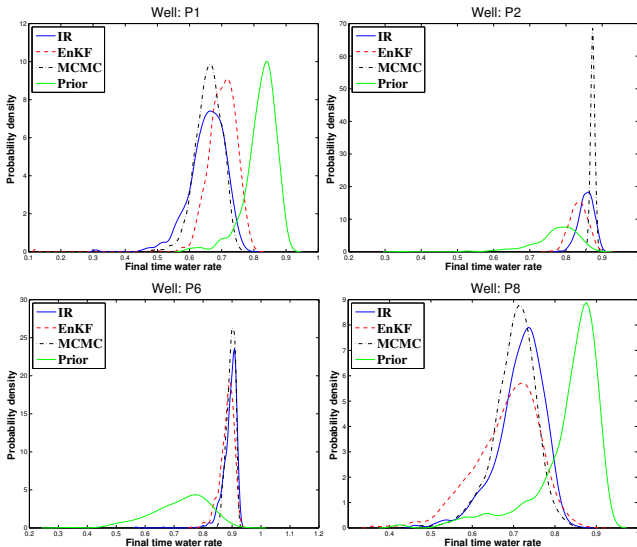 Well: P1
Probability density
12
10
8
6
4
2
0
IR
EnKF
MCMC
Prior
0.1 0.2 0.3 0.4 0.5 0.6 0.7 0.8 0.9 1
Final time water rate
Well: P2
Probability density
70
60
50
40
30
20
10
0
IR
EnKF
MCMC
Prior
0.2 0.3 0.4 0.5 0.6 0.7 0.8 0.9
Final time water rate
Well: P6
Probability density
30
25
20
15
10
5
0
IR
EnKF
MCMC
Prior
0.2 0.3 0.4 0.5 0.6 0.7 0.8 0.9 1 1.1 1.2
Final time water rate
Well: P8
Probability density
9
8
7
6
5
4
3
2
1
0
IR
EnKF
MCMC
Prior
0.4 0.5 0.6 0.7 0.8 0.9
Final time water rate